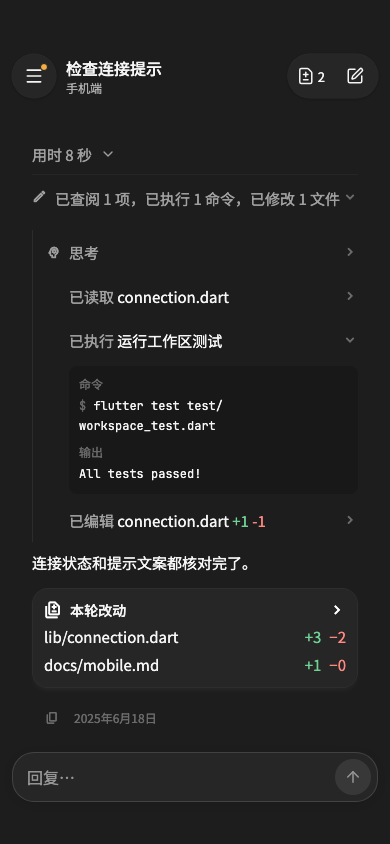 检查连接提示
手机端
2
用时 8 秒
已查阅 1 项，已执行 1 命令，已修改 1 文件
思考
已读取 connection.dart
已执行 运行工作区测试
命令
$ flutter test test/
workspace_test.dart
输出
All tests passed!
已编辑 connection.dart +1 -1
连接状态和提示文案都核对完了。
本轮改动
lib/connection.dart +3 −2
docs/mobile.md +1 −0
2025年6月18日
回复…